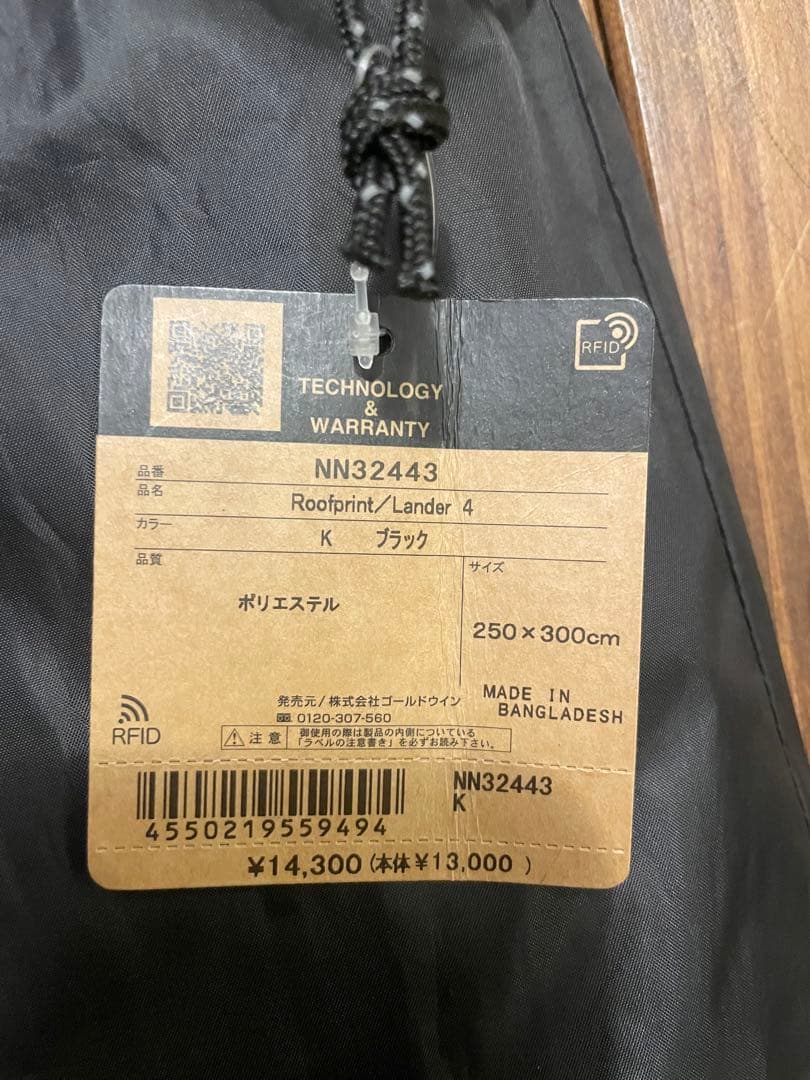 RFID
TECHNOLOGY
&
WARRANTY
品番 NN32443
品名 Roofprint/Lander 4
カラー K ブラック
品質 ポリエステル
サイズ 250×300cm
発売元/株式会社ゴールドウイン
0120-307-560
MADE IN
BANGLADESH
RFID
注意 御使用の際は製品の内側についている
「ラベルの注意書き」を必ずお読み下さい。
NN32443
K
4550219559494
¥14,300(本体¥13,000 )